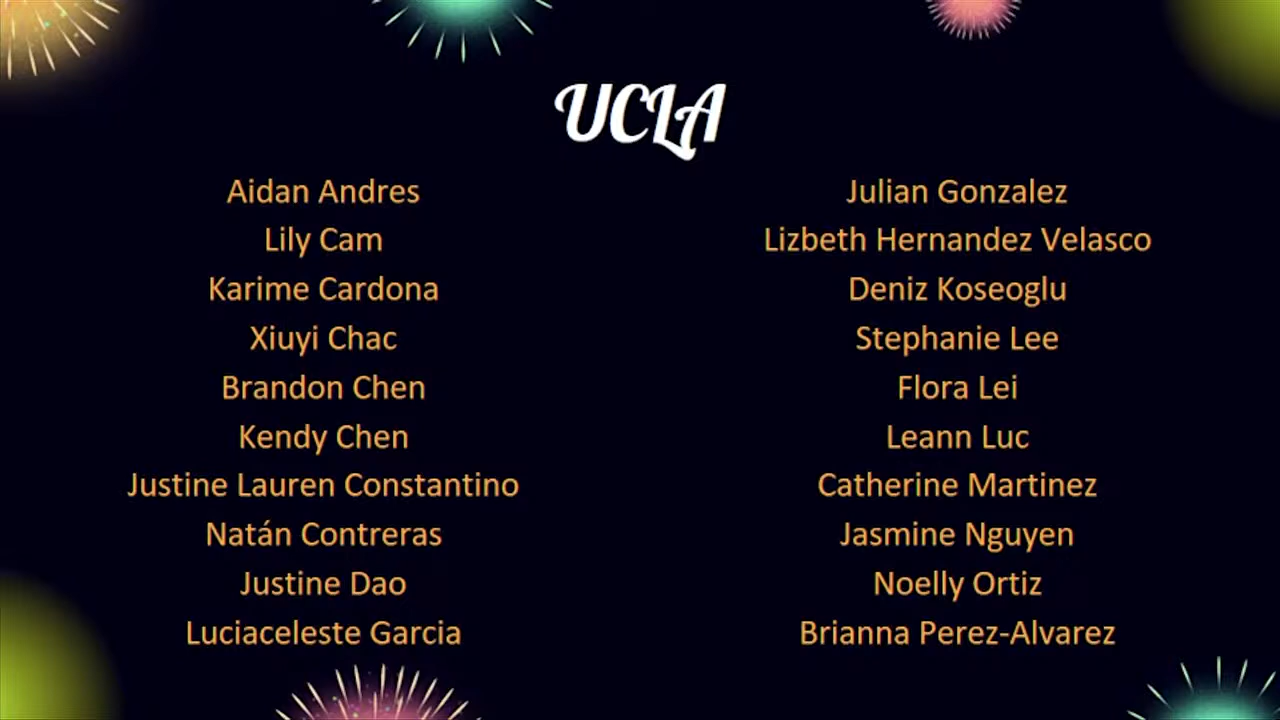 UCLA
Aidan Andres
Lily Cam
Karime Cardona
Xiuyi Chac
Brandon Chen
Kendy Chen
Justine Lauren Constantino
Natán Contreras
Justine Dao
Luciaceleste Garcia
Julian Gonzalez
Lizbeth Hernandez Velasco
Deniz Koseoglu
Stephanie Lee
Flora Lei
Leann Luc
Catherine Martinez
Jasmine Nguyen
Noelly Ortiz
Brianna Perez-Alvarez